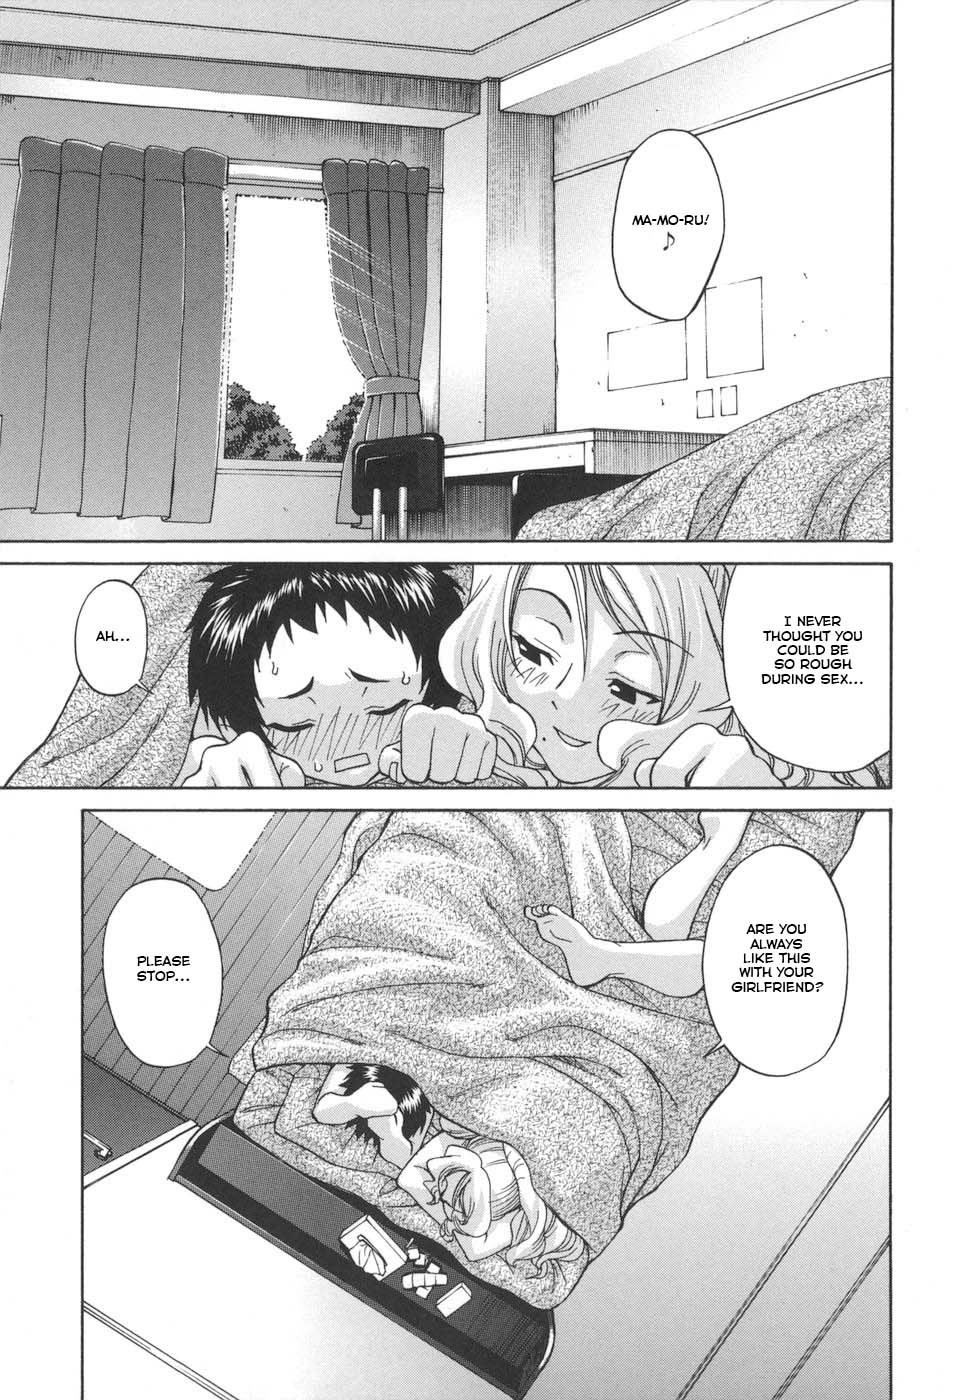 MA-MO-RU!
♪
I NEVER
THOUGHT YOU
COULD BE
SO ROUGH
DURING SEX...
AH...
ARE YOU
ALWAYS
LIKE THIS
WITH YOUR
GIRLFRIEND?
PLEASE
STOP...